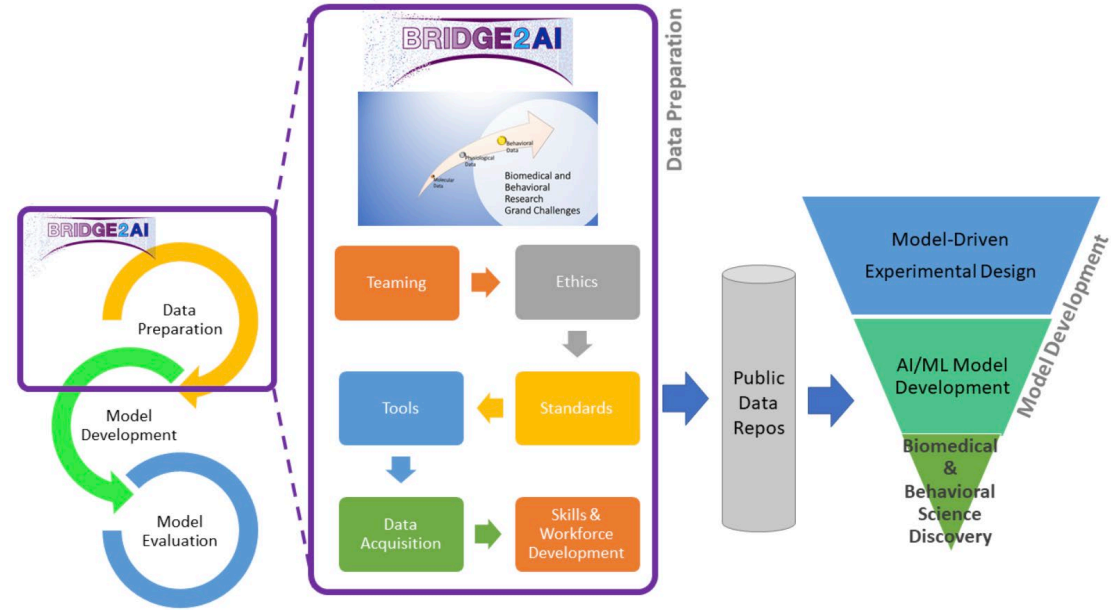 BRIDGE2AI
Data
Preparation
Model
Development
Model
Evaluation
BRIDGE2AI
Molecular
Data
Physiological
Data
Behavioral
Data
Biomedical and
Behavioral
Research
Grand Challenges
Teaming
Ethics
Tools
Standards
Data
Acquisition
Skills &
Workforce
Development
Data Preparation
Public
Data
Repos
Model-Driven
Experimental Design
AI/ML Model
Development
Biomedical
&
Behavioral
Science
Discovery
Model Development